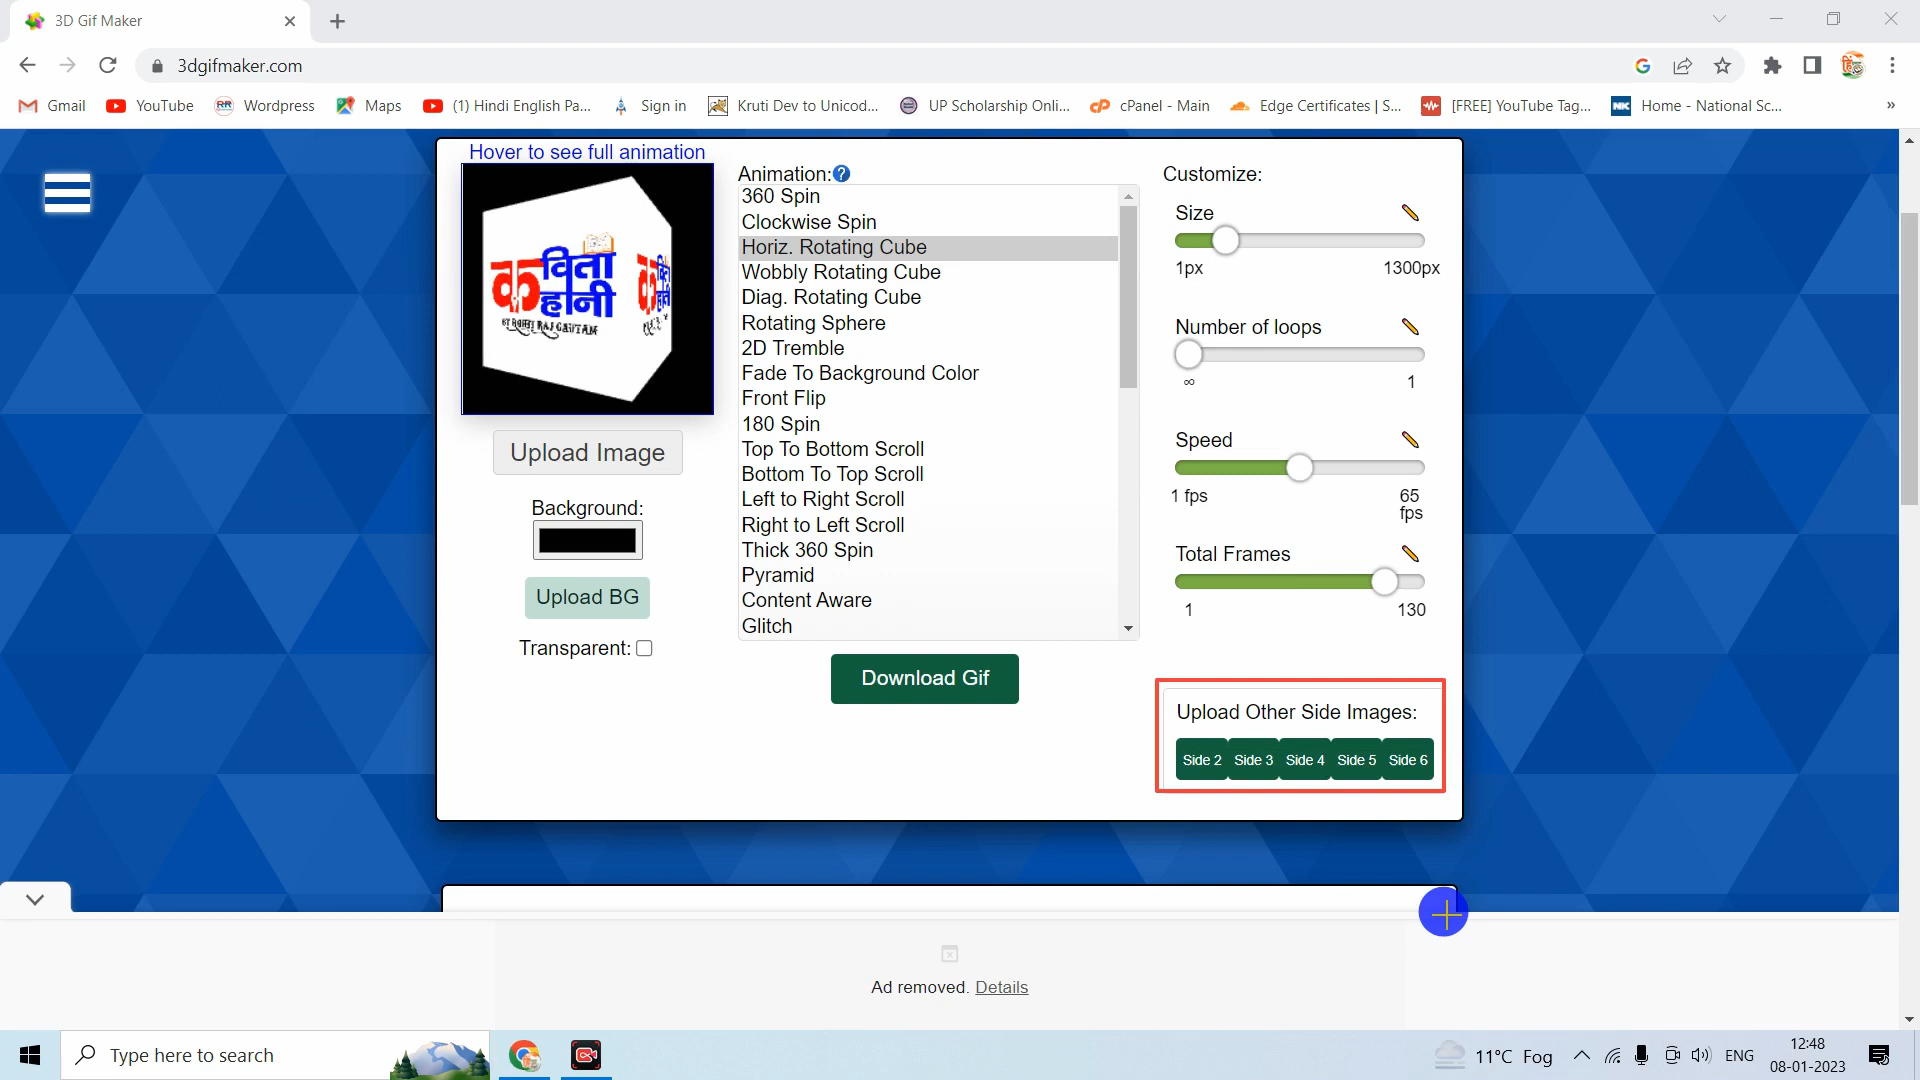 3D Gif Maker
3dgifmaker.com
Gmail
YouTube
Wordpress
Maps
(1) Hindi English Pa...
Sign in
Kruti Dev to Unicod...
UP Scholarship Onli...
cPanel - Main
Edge Certificates | S...
[FREE] YouTube Tag...
Home - National Sc...
»
Hover to see full animation
कविता
कहानी
BY ROHIT RAJ GAUTAM
Upload Image
Background:
Upload BG
Transparent:
Animation:
360 Spin
Clockwise Spin
Horiz. Rotating Cube
Wobbly Rotating Cube
Diag. Rotating Cube
Rotating Sphere
2D Tremble
Fade To Background Color
Front Flip
180 Spin
Top To Bottom Scroll
Bottom To Top Scroll
Left to Right Scroll
Right to Left Scroll
Thick 360 Spin
Pyramid
Content Aware
Glitch
Download Gif
Customize:
Size
1px 1300px
Number of loops
∞ 1
Speed
1 fps 65
fps
Total Frames
1 130
Upload Other Side Images:
Side 2 Side 3 Side 4 Side 5 Side 6
Ad removed. Details
Type here to search
11°C Fog
ENG
12:48
08-01-2023